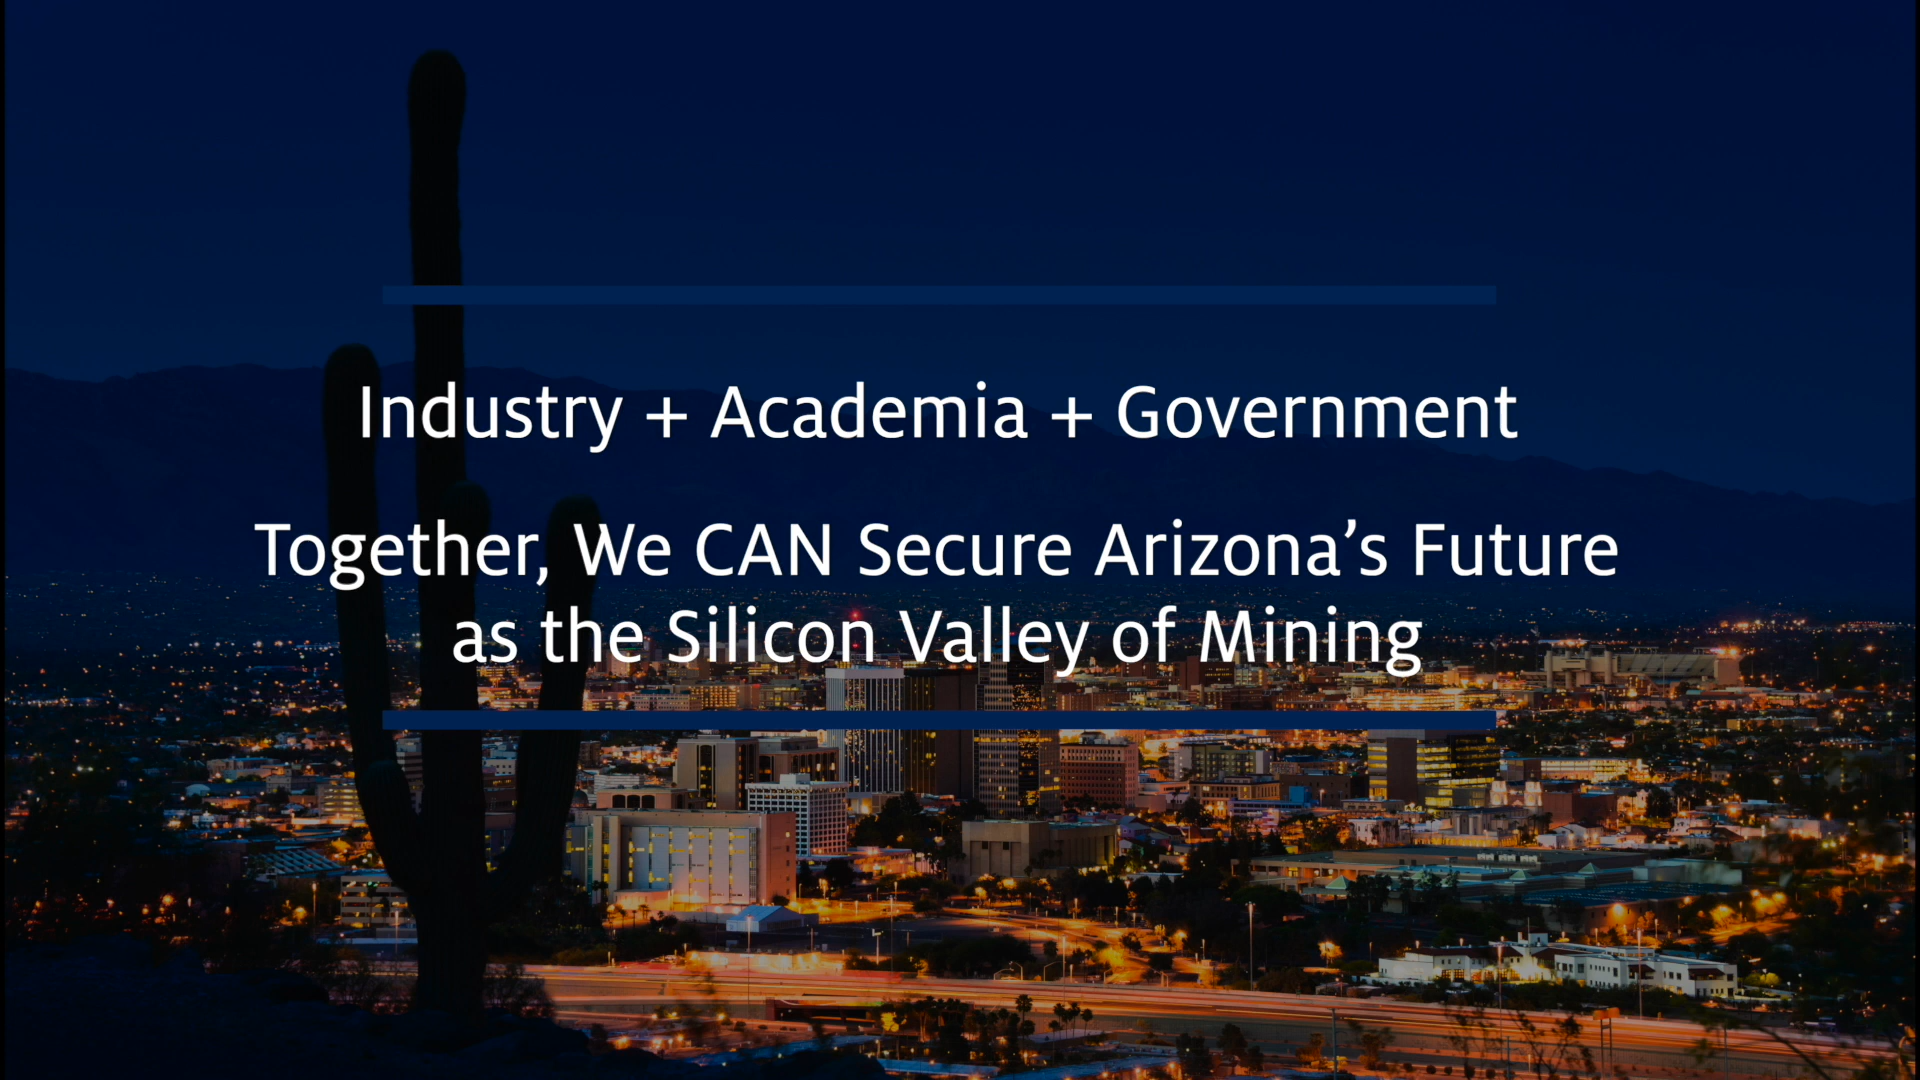 Industry + Academia + Government
Together, We CAN Secure Arizona’s Future
as the Silicon Valley of Mining